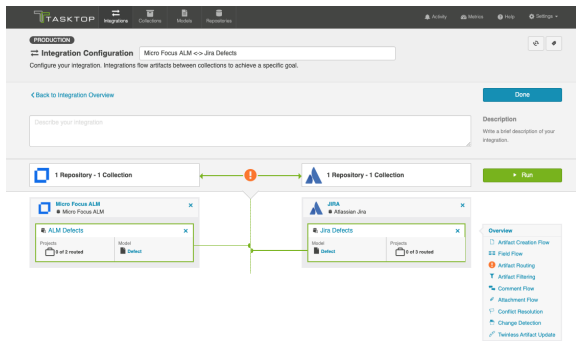 TASKTOP
Integrations
Collections
Models
Repositories
Activity
Metrics
Help
Settings
PRODUCTION
Integration Configuration
Micro Focus ALM <-> Jira Defects
Configure your integration. Integrations flow artifacts between collections to achieve a specific goal.
Back to Integration Overview
Done
Describe your integration
Description
Write a brief description of your
integration.
1 Repository - 1 Collection
1 Repository - 1 Collection
Run
Micro Focus ALM
Micro Focus ALM
JIRA
Atlassian Jira
ALM Defects
Projects
0 of 2 routed
Model
Defect
Jira Defects
Model
Defect
Projects
0 of 3 routed
Overview
Artifact Creation Flow
Field Flow
Artifact Routing
Artifact Filtering
Comment Flow
Attachment Flow
Conflict Resolution
Change Detection
Twinless Artifact Update